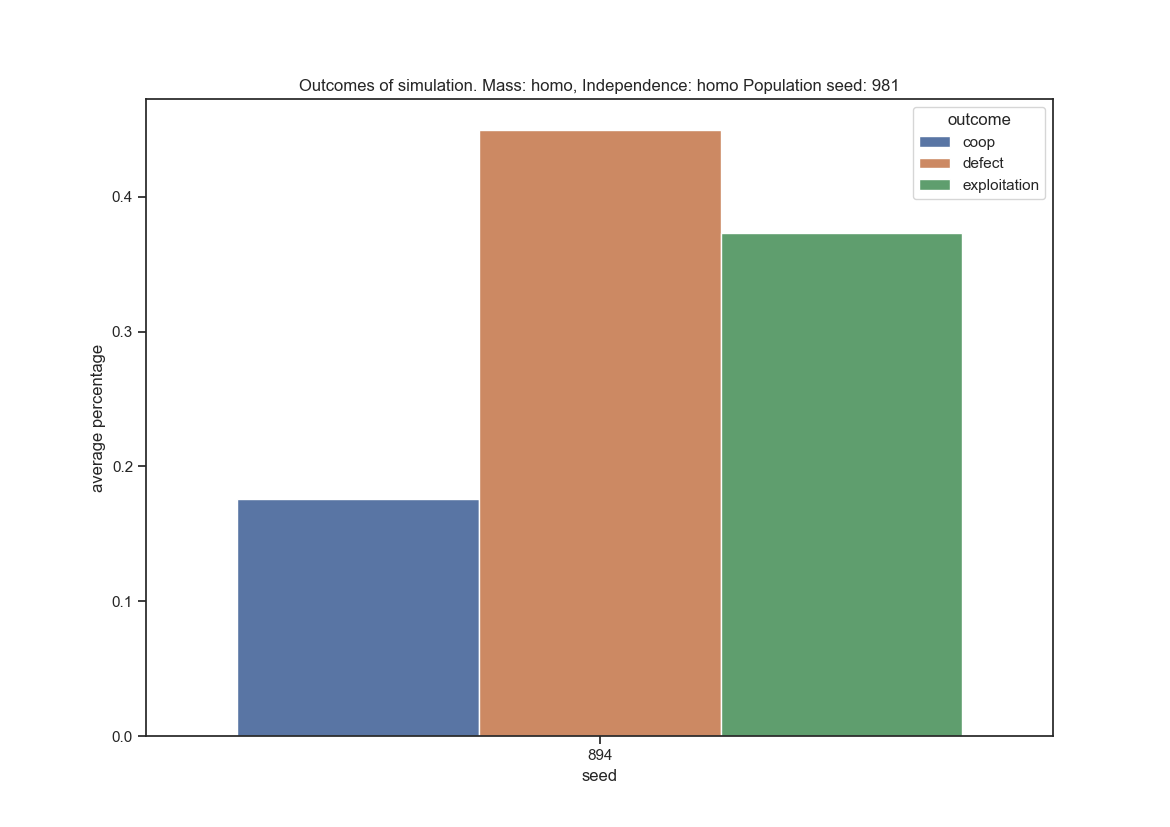 Outcomes of simulation. Mass: homo, Independence: homo Population seed: 981
outcome
coop
defect
exploitation
0.4
0.3
0.2
0.1
0.0
average percentage
894
seed